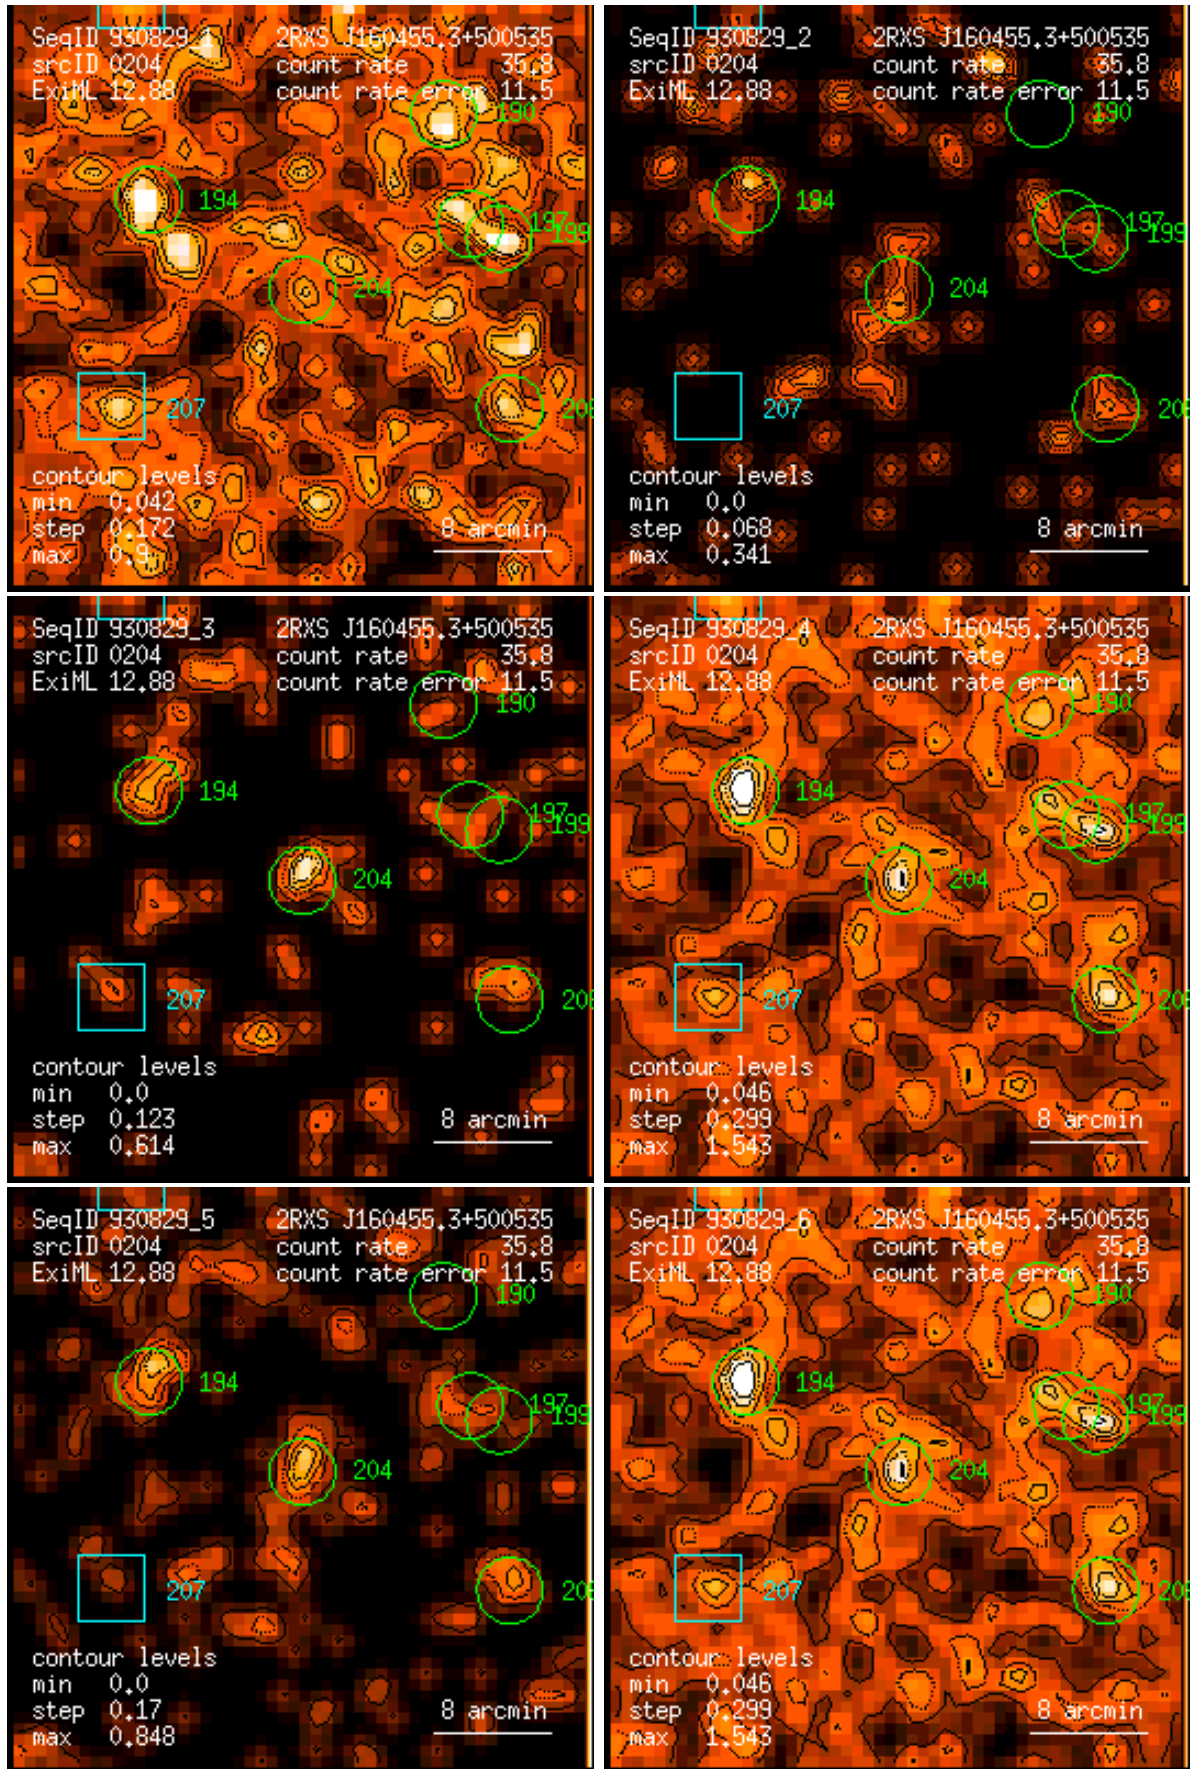 SeqID 930829_1 2RXS J160455.3+500535
srcID 0204 count rate 35.8
ExiML 12.88 count rate error 11.5
190
194
197
199
204
207
contour levels
min 0.042
step 0.172 8 arcmin
max 0.9
SeqID 930829_2 2RXS J160455.3+500535
srcID 0204 count rate 35.8
ExiML 12.88 count rate error 11.5
190
194
197
199
204
207
contour levels
min 0.0
step 0.068 8 arcmin
max 0.341
SeqID 930829_3 2RXS J160455.3+500535
srcID 0204 count rate 35.8
ExiML 12.88 count rate error 11.5
190
194
197
199
204
207
contour levels
min 0.0
step 0.123 8 arcmin
max 0.614
SeqID 930829_4 2RXS J160455.3+500535
srcID 0204 count rate 35.8
ExiML 12.88 count rate error 11.5
190
194
197
199
204
207
contour levels
min 0.046
step 0.299 8 arcmin
max 1.543
SeqID 930829_5 2RXS J160455.3+500535
srcID 0204 count rate 35.8
ExiML 12.88 count rate error 11.5
190
194
197
199
204
207
contour levels
min 0.0
step 0.17 8 arcmin
max 0.848
SeqID 930829_6 2RXS J160455.3+500535
srcID 0204 count rate 35.8
ExiML 12.88 count rate error 11.5
190
194
197
199
204
207
contour levels
min 0.046
step 0.299 8 arcmin
max 1.543